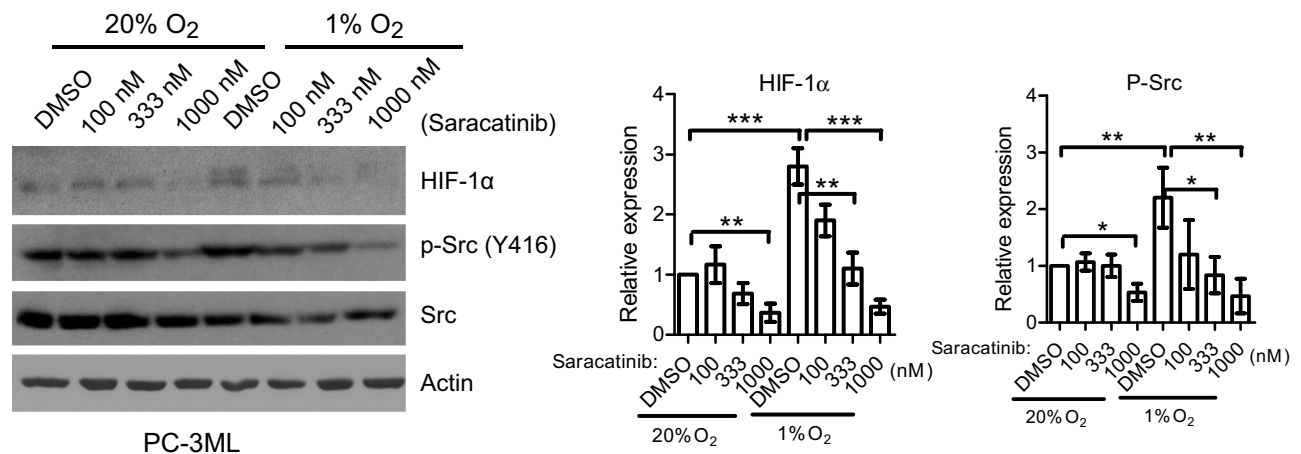 20% O₂ 1% O₂
DMSO 100 nM 333 nM 1000 nM DMSO 100 nM 333 nM 1000 nM
(Saracatinib)
HIF-1α
p-Src (Y416)
Src
Actin
PC-3ML
HIF-1α
Relative expression
4
3
2
1
0
*** ***
**
**
Saracatinib: DMSO 100 333 1000 DMSO 100 333 1000 (nM)
20% O₂ 1% O₂
P-Src
Relative expression
4
3
2
1
0
** **
*
*
Saracatinib: DMSO 100 333 1000 DMSO 100 333 1000 (nM)
20% O₂ 1% O₂